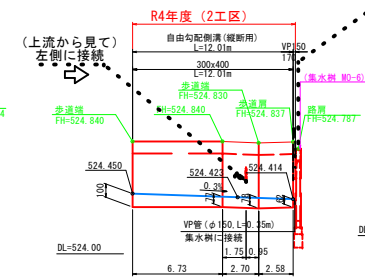 R4年度（2工区）
(上流から見て)
左側に接続
自由勾配側溝(縦断用)
L=12.01m
300x400
L=12.01m
VP150
170
(集水桝 M0-6)
歩道端
FH=524.830
歩道端
FH=524.840
歩道端
FH=524.840
歩道肩
FH=524.837
路肩
FH=524.787
524.450
524.423
524.414
0.3%
100
VP管(φ150,L=0.35m)
集水桝に接続
1.75
0.95
DL=524.00
6.73
2.70
2.58